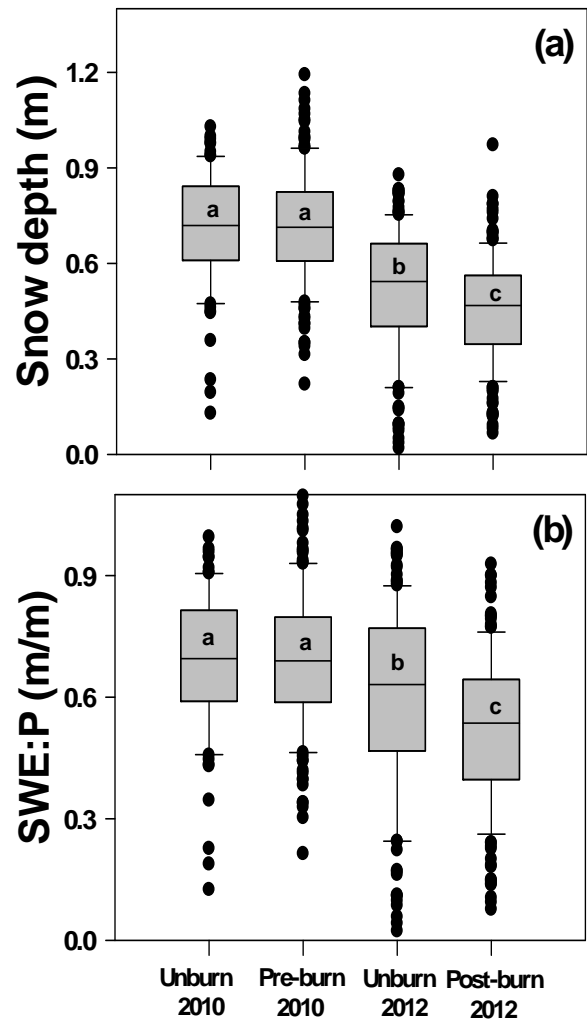 (a)
Snow depth (m)
1.2
0.9
0.6
0.3
0.0
a
a
b
c
(b)
SWE:P (m/m)
0.9
0.6
0.3
0.0
a
a
b
c
Unburn 2010
Pre-burn 2010
Unburn 2012
Post-burn 2012